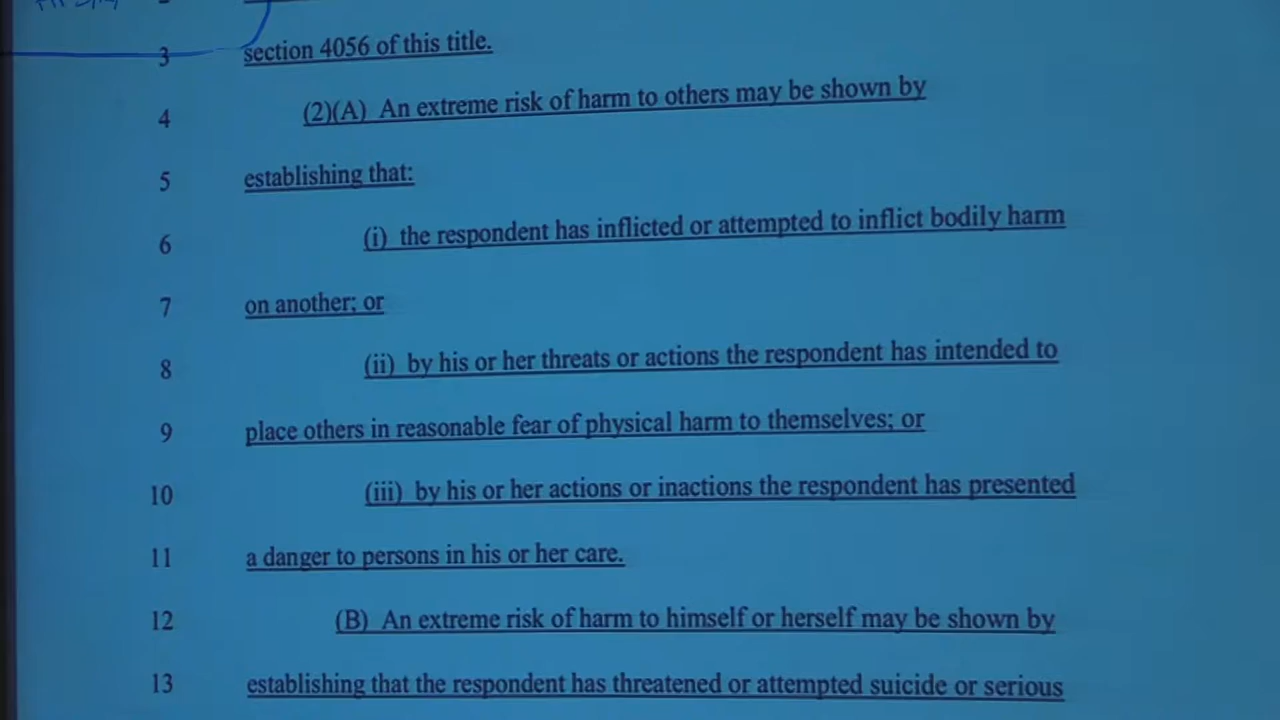 3 section 4056 of this title.
4 (2)(A) An extreme risk of harm to others may be shown by
5 establishing that:
6 (i) the respondent has inflicted or attempted to inflict bodily harm
7 on another; or
8 (ii) by his or her threats or actions the respondent has intended to
9 place others in reasonable fear of physical harm to themselves; or
10 (iii) by his or her actions or inactions the respondent has presented
11 a danger to persons in his or her care.
12 (B) An extreme risk of harm to himself or herself may be shown by
13 establishing that the respondent has threatened or attempted suicide or serious